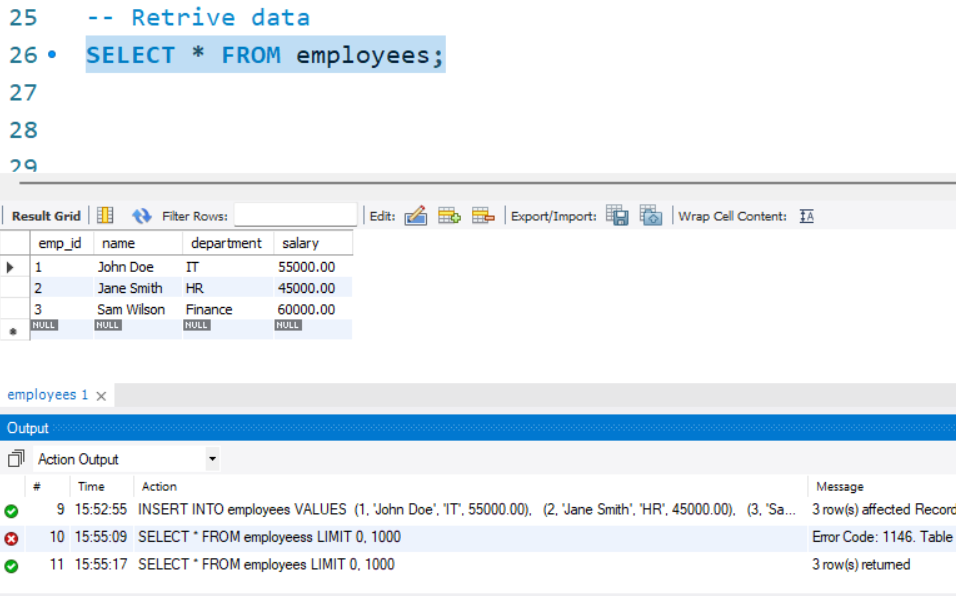 25 -- Retrive data
26 SELECT * FROM employees;
27
28
29
Result Grid Filter Rows: Edit: Export/Import: Wrap Cell Content: IA
emp_id name department salary
1 John Doe IT 55000.00
2 Jane Smith HR 45000.00
3 Sam Wilson Finance 60000.00
NULL NULL NULL NULL
employees 1 ×
Output
Action Output
# Time Action Message
9 15:52:55 INSERT INTO employees VALUES (1, 'John Doe', 'IT', 55000.00), (2, 'Jane Smith', 'HR', 45000.00), (3, 'Sa... 3 row(s) affected Record
10 15:55:09 SELECT * FROM employeess LIMIT 0, 1000 Error Code: 1146. Table
11 15:55:17 SELECT * FROM employees LIMIT 0, 1000 3 row(s) returned